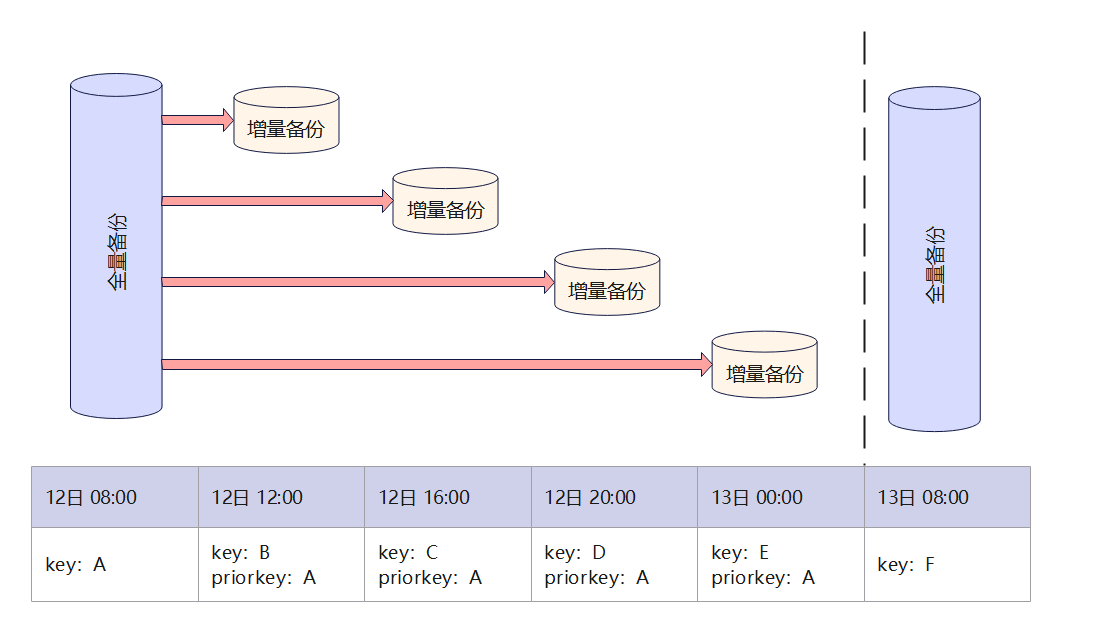 全量备份
增量备份
增量备份
增量备份
增量备份
全量备份
12日 08:00
12日 12:00
12日 16:00
12日 20:00
13日 00:00
13日 08:00
key: A
key: B
priorkey: A
key: C
priorkey: A
key: D
priorkey: A
key: E
priorkey: A
key: F